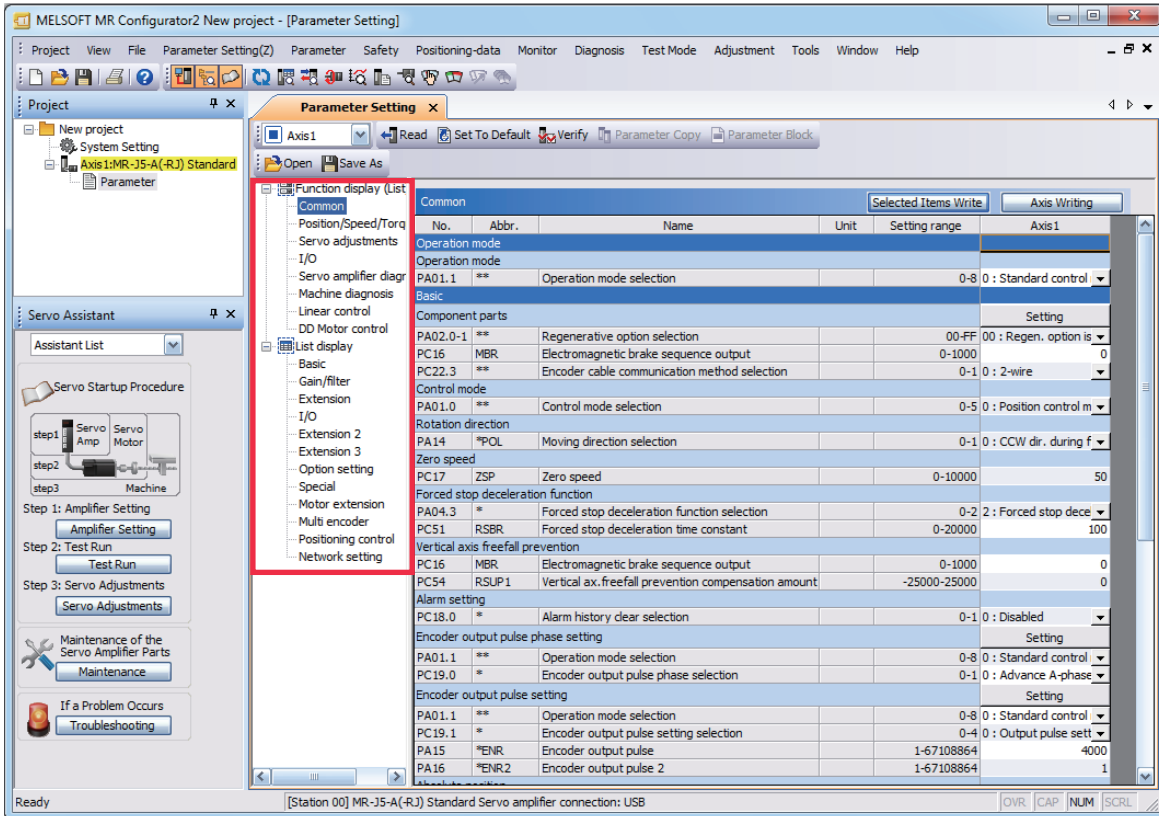 MELSOFT MR Configurator2 New project - [Parameter Setting]
Project View File Parameter Setting(Z) Parameter Safety Positioning-data Monitor Diagnosis Test Mode Adjustment Tools Window Help
Project
New project
System Setting
Axis1:MR-J5-A(-RJ) Standard
Parameter
Servo Assistant
Assistant List
Servo Startup Procedure
step1 Servo Amp Servo Motor
step2
step3 Machine
Step 1: Amplifier Setting
Amplifier Setting
Step 2: Test Run
Test Run
Step 3: Servo Adjustments
Servo Adjustments
Maintenance of the
Servo Amplifier Parts
Maintenance
If a Problem Occurs
Troubleshooting
Parameter Setting
Axis1 Read Set To Default Verify Parameter Copy Parameter Block
Open Save As
Function display (List
Common
Position/Speed/Torq
Servo adjustments
I/O
Servo amplifier diagr
Machine diagnosis
Linear control
DD Motor control
List display
Basic
Gain/filter
Extension
I/O
Extension 2
Extension 3
Option setting
Special
Motor extension
Multi encoder
Positioning control
Network setting
Common Selected Items Write Axis Writing
No. Abbr. Name Unit Setting range Axis1
Operation mode
Operation mode
PA01.1 ** Operation mode selection 0-8 0 : Standard control
Basic
Component parts Setting
PA02.0-1 ** Regenerative option selection 00-FF 00 : Regen. option is
PC16 MBR Electromagnetic brake sequence output 0-1000 0
PC22.3 ** Encoder cable communication method selection 0-1 0 : 2-wire
Control mode
PA01.0 ** Control mode selection 0-5 0 : Position control m
Rotation direction
PA14 *POL Moving direction selection 0-1 0 : CCW dir. during f
Zero speed
PC17 ZSP Zero speed 0-10000 50
Forced stop deceleration function
PA04.3 * Forced stop deceleration function selection 0-2 2 : Forced stop dece
PC51 RSBR Forced stop deceleration time constant 0-20000 100
Vertical axis freefall prevention
PC16 MBR Electromagnetic brake sequence output 0-1000 0
PC54 RSUP1 Vertical ax.freefall prevention compensation amount -25000-25000 0
Alarm setting
PC18.0 * Alarm history clear selection 0-1 0 : Disabled
Encoder output pulse phase setting Setting
PA01.1 ** Operation mode selection 0-8 0 : Standard control
PC19.0 * Encoder output pulse phase selection 0-1 0 : Advance A-phase
Encoder output pulse setting Setting
PA01.1 ** Operation mode selection 0-8 0 : Standard control
PC19.1 * Encoder output pulse setting selection 0-4 0 : Output pulse sett
PA15 *ENR Encoder output pulse 1-67108864 4000
PA16 *ENR2 Encoder output pulse 2 1-67108864 1
Ready [Station 00] MR-J5-A(-RJ) Standard Servo amplifier connection: USB OVR CAP NUM SCRL